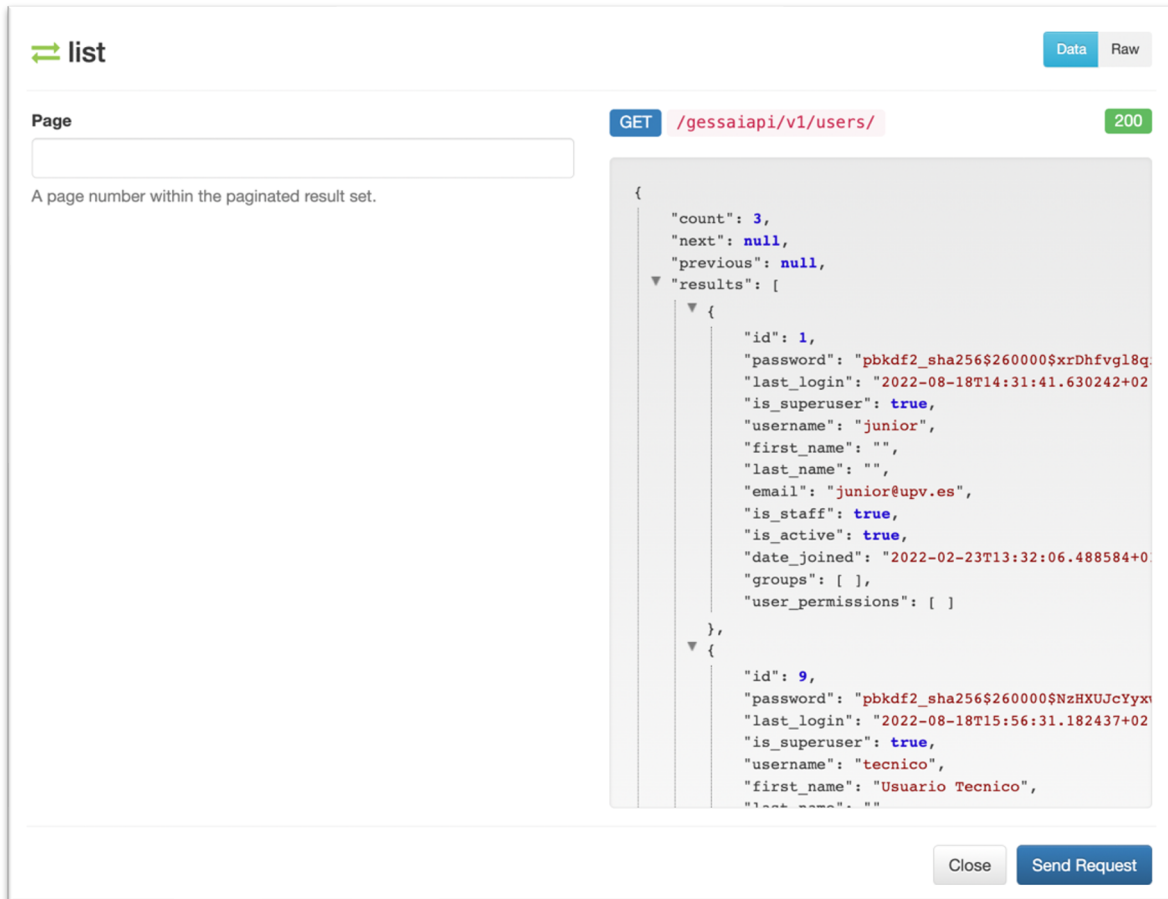 list
Data
Raw
Page
A page number within the paginated result set.
GET /gessaiapi/v1/users/
200
{
"count": 3,
"next": null,
"previous": null,
"results": [
{
"id": 1,
"password": "pbkdf2_sha256$260000$xrDhfvgl8q
"last_login": "2022-08-18T14:31:41.630242+02
"is_superuser": true,
"username": "junior",
"first_name": "",
"last_name": "",
"email": "junior@upv.es",
"is_staff": true,
"is_active": true,
"date_joined": "2022-02-23T13:32:06.488584+01
"groups": [ ],
"user_permissions": [ ]
},
{
"id": 9,
"password": "pbkdf2_sha256$260000$NzHXUJcYyx
"last_login": "2022-08-18T15:56:31.182437+02
"is_superuser": true,
"username": "tecnico",
"first_name": "Usuario Tecnico",
"last_name": ""
Close
Send Request